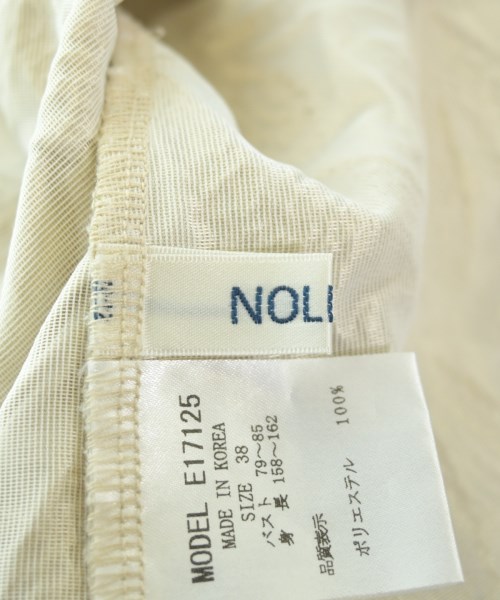 NOLL
MODEL E17125
MADE IN KOREA
SIZE 38
バスト 79～85
身 長 158～162
品質表示
ポリエステル 100%